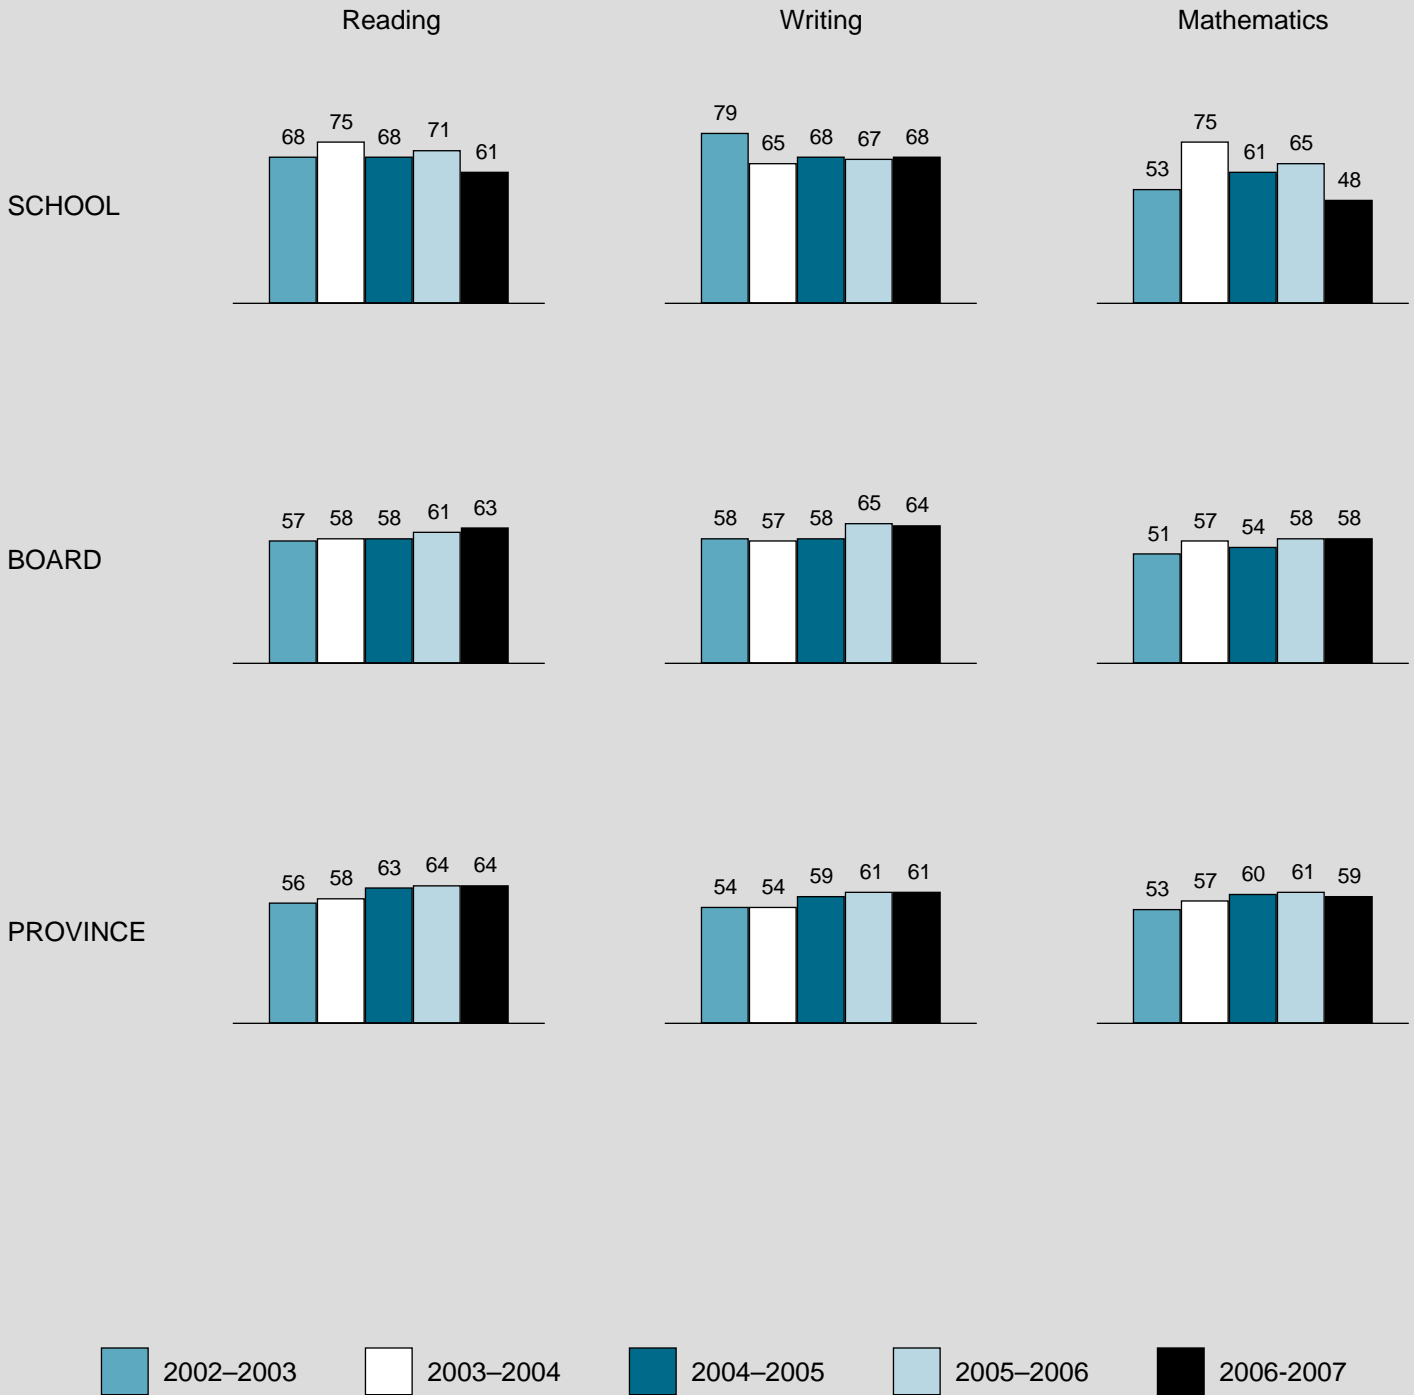 Reading Writing Mathematics
68 75 68 71 61
79 65 68 67 68
53 75 61 65 48
SCHOOL
57 58 58 61 63
58 57 58 65 64
51 57 54 58 58
BOARD
56 58 63 64 64
54 54 59 61 61
53 57 60 61 59
PROVINCE
2002–2003 2003–2004 2004–2005 2005–2006 2006-2007